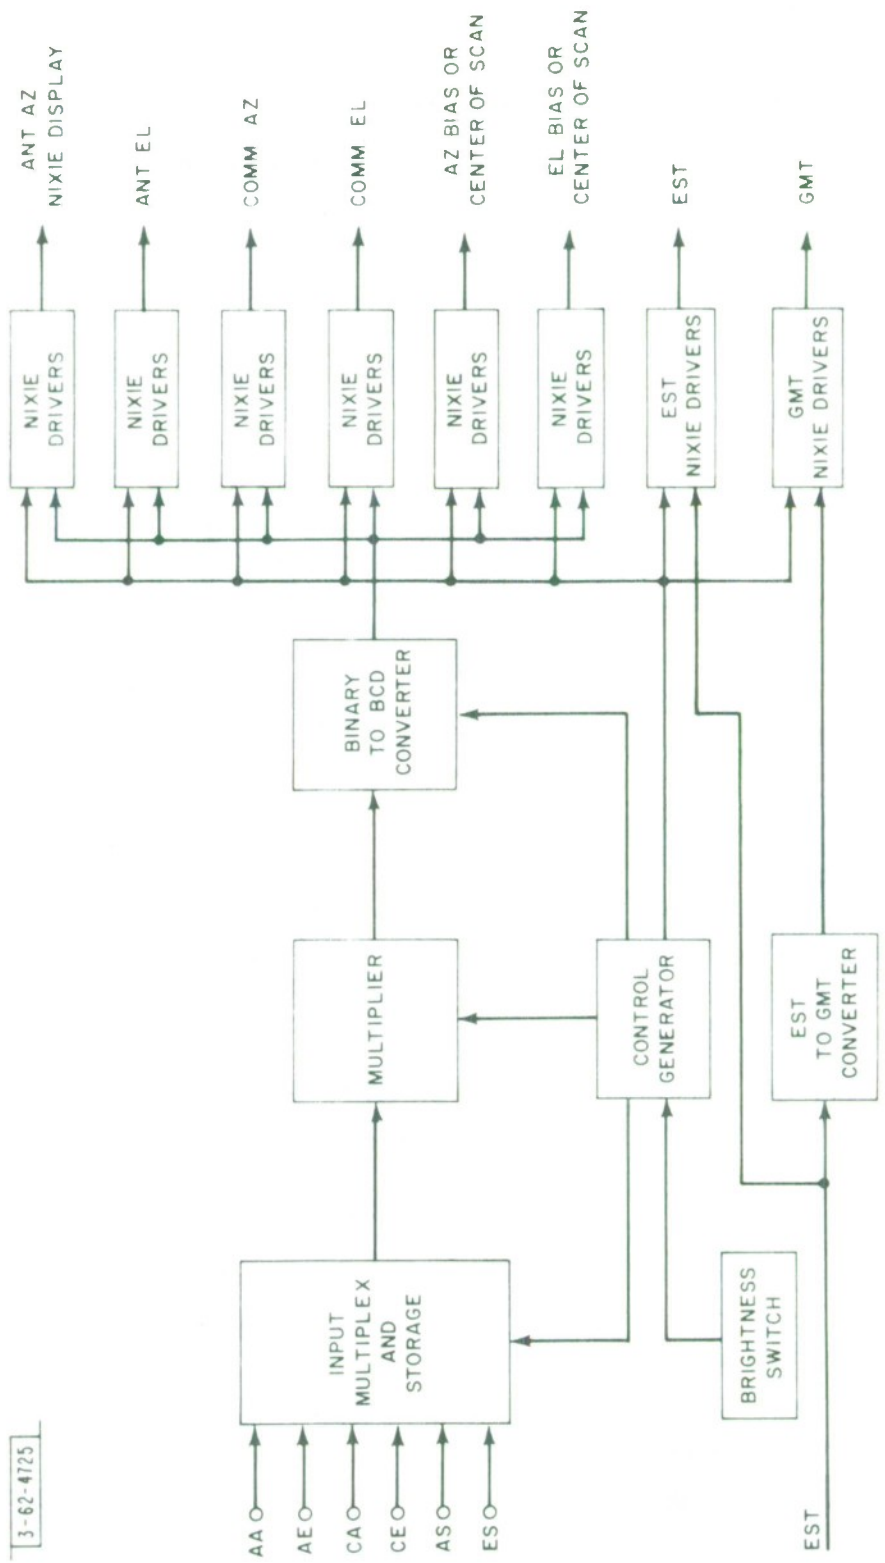 3-62-4725
AA
AE
CA
CE
AS
ES
EST
INPUT
MULTIPLEX
AND
STORAGE
BRIGHTNESS
SWITCH
MULTIPLIER
CONTROL
GENERATOR
EST
TO GMT
CONVERTER
BINARY
TO BCD
CONVERTER
NIXIE
DRIVERS
NIXIE
DRIVERS
NIXIE
DRIVERS
NIXIE
DRIVERS
NIXIE
DRIVERS
NIXIE
DRIVERS
EST
NIXIE DRIVERS
GMT
NIXIE DRIVERS
ANT AZ
NIXIE DISPLAY
ANT EL
COMM AZ
COMM EL
AZ BIAS OR
CENTER OF SCAN
EL BIAS OR
CENTER OF SCAN
EST
GMT